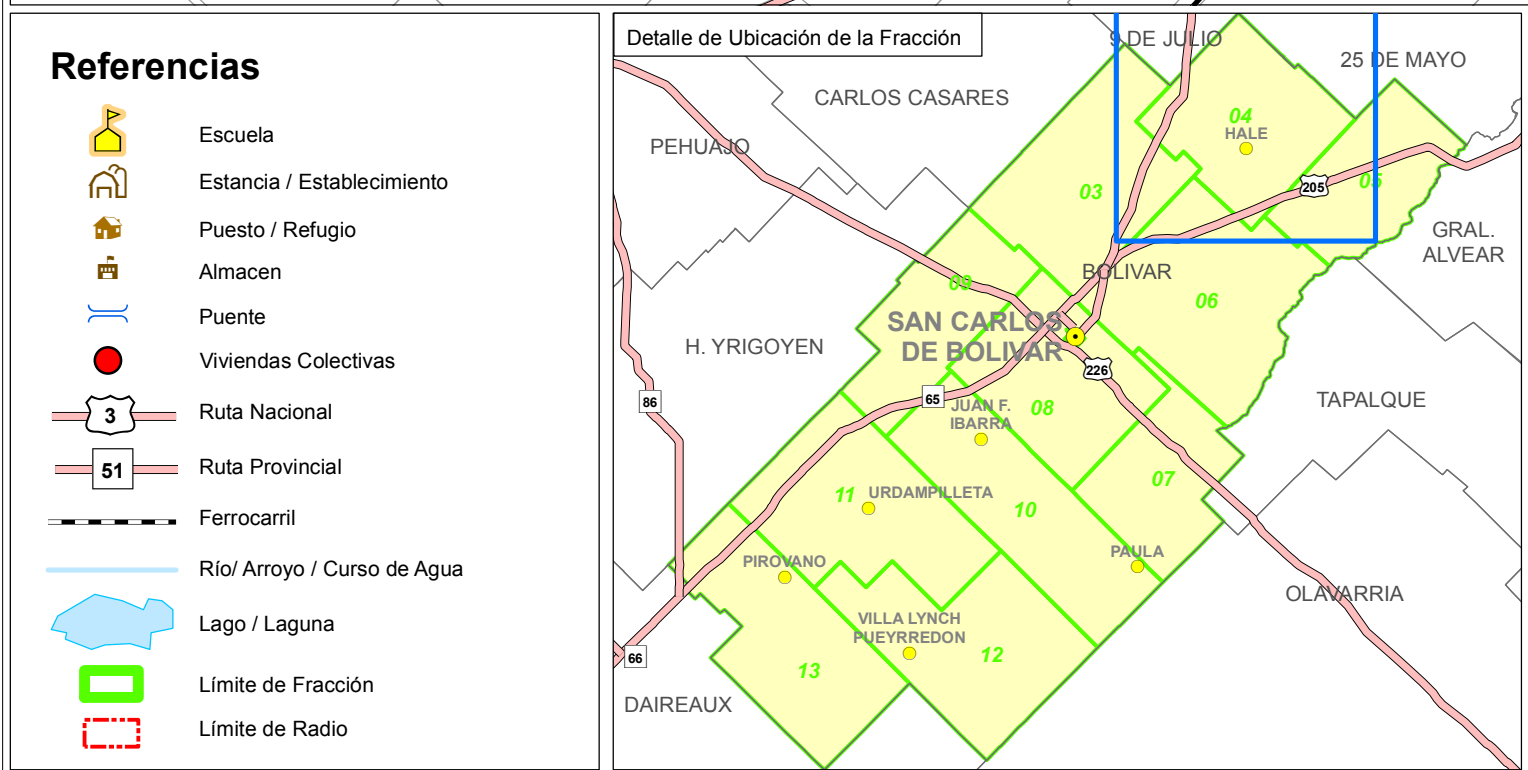 Referencias
Escuela
Estancia / Establecimiento
Puesto / Refugio
Almacen
Puente
Viviendas Colectivas
3
Ruta Nacional
51
Ruta Provincial
Ferrocarril
Río/ Arroyo / Curso de Agua
Lago / Laguna
Límite de Fracción
Límite de Radio
Detalle de Ubicación de la Fracción
9 DE JULIO
25 DE MAYO
CARLOS CASARES
04
HALE
PEHUAJO
03
205
05
GRAL.
ALVEAR
BOLIVAR
09
06
SAN CARLOS
DE BOLIVAR
H. YRIGOYEN
226
86
65
TAPALQUE
JUAN F.
IBARRA
08
07
11
URDAMPILLETA
10
PIROVANO
PAULA
OLAVARRIA
VILLA LYNCH
PUEYRREDON
12
66
13
DAIREAUX